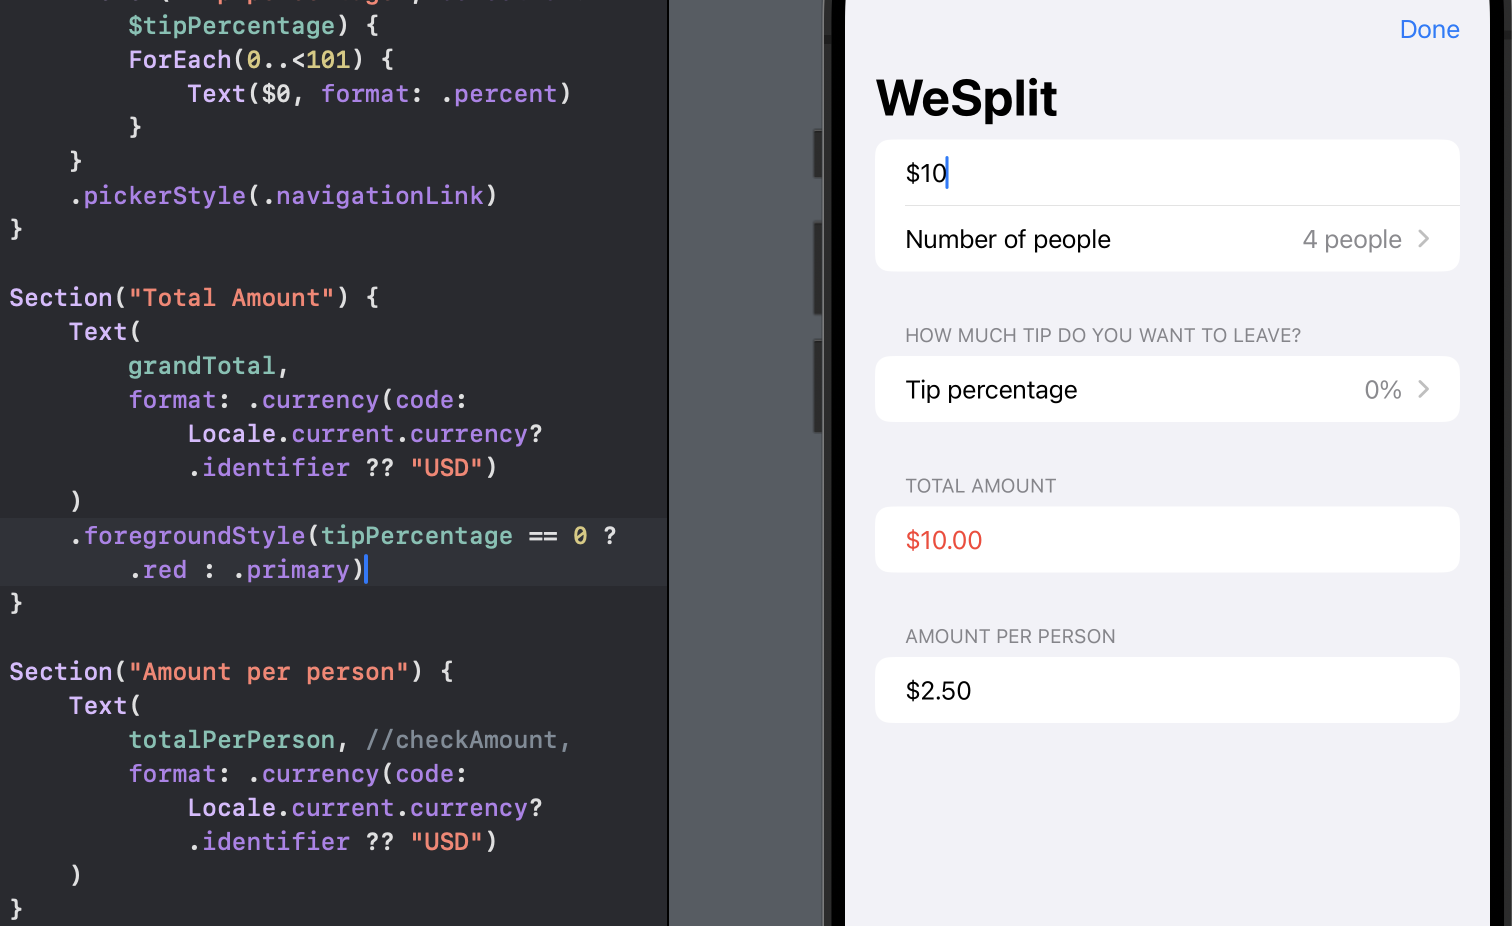 $tipPercentage) {
ForEach(0..<101) {
Text($0, format: .percent)
}
}
.pickerStyle(.navigationLink)
}
Section("Total Amount") {
Text(
grandTotal,
format: .currency(code:
Locale.current.currency?
.identifier ?? "USD")
)
.foregroundStyle(tipPercentage == 0 ?
.red : .primary)
}
Section("Amount per person") {
Text(
totalPerPerson, //checkAmount,
format: .currency(code:
Locale.current.currency?
.identifier ?? "USD")
)
}
Done
WeSplit
$10
Number of people 4 people
HOW MUCH TIP DO YOU WANT TO LEAVE?
Tip percentage 0%
TOTAL AMOUNT
$10.00
AMOUNT PER PERSON
$2.50